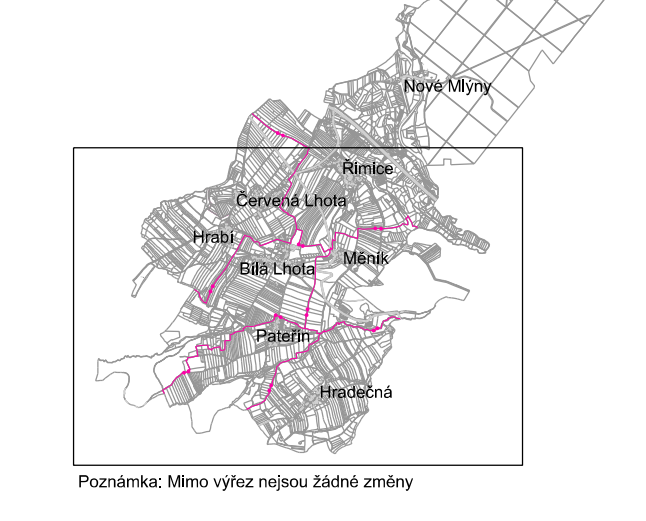 Nové Mlýny
Řimice
Červená Lhota
Hrabí
Měník
Bílá Lhota
Pateřín
Hradečná
Poznámka: Mimo výřez nejsou žádné změny